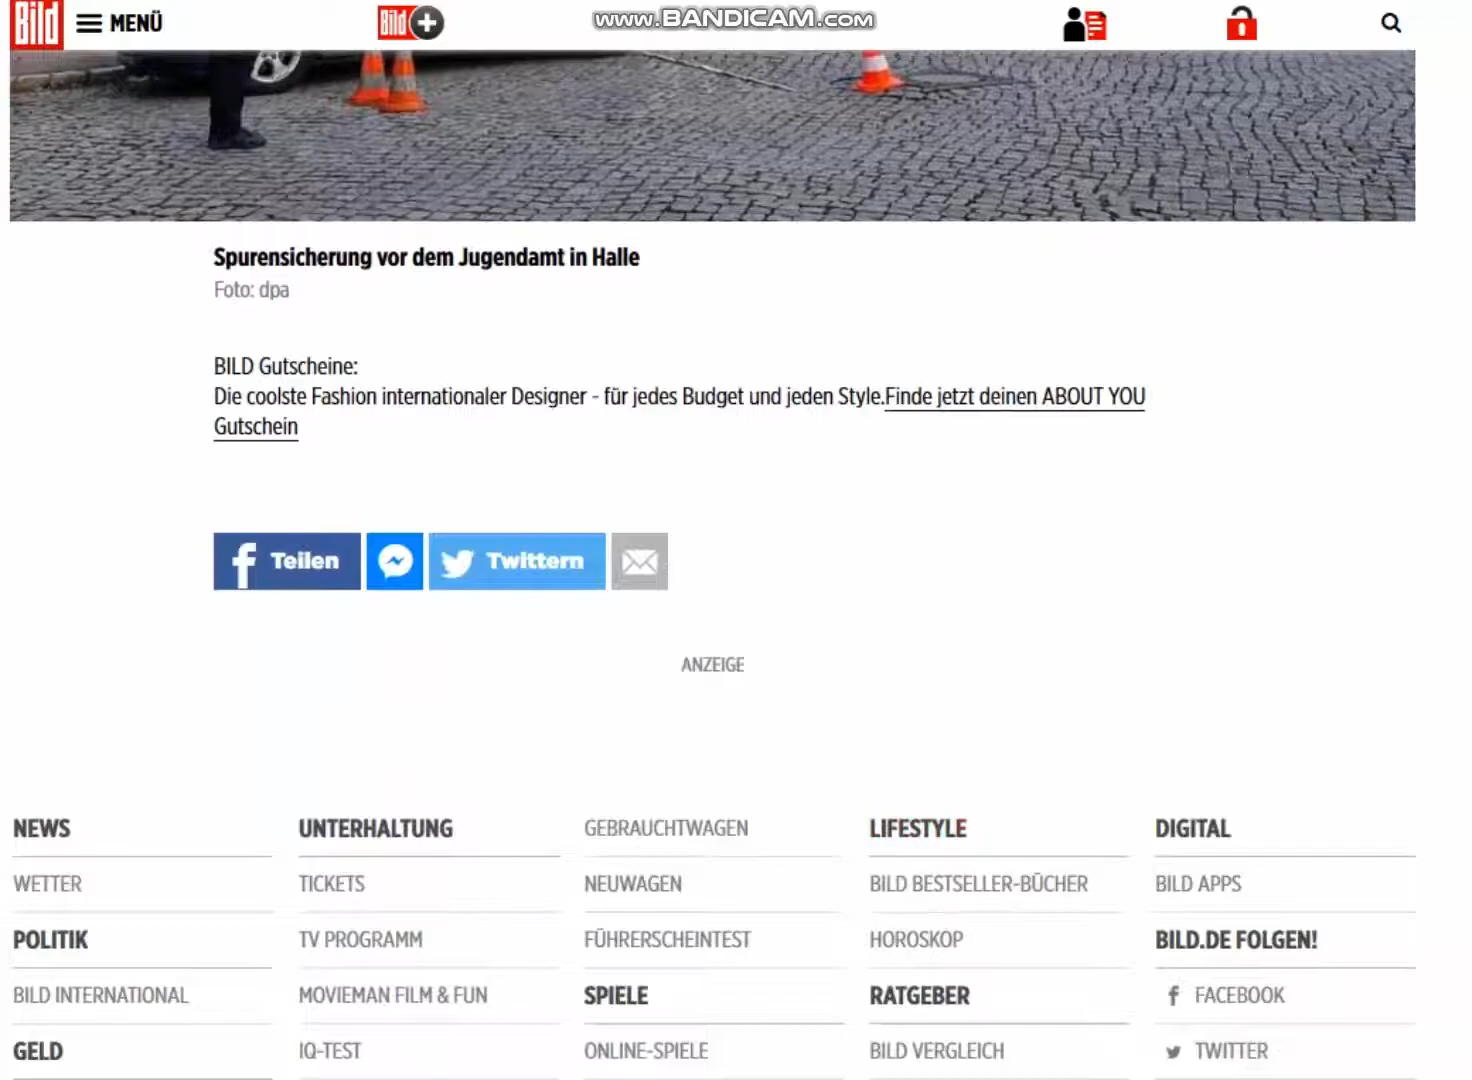 Bild
MENÜ
Bild+
www.BANDICAM.com
Spurensicherung vor dem Jugendamt in Halle
Foto: dpa
BILD Gutscheine:
Die coolste Fashion internationaler Designer - für jedes Budget und jeden Style.Finde jetzt deinen ABOUT YOU
Gutschein
Teilen
Twittern
ANZEIGE
NEWS
WETTER
POLITIK
BILD INTERNATIONAL
GELD
UNTERHALTUNG
TICKETS
TV PROGRAMM
MOVIEMAN FILM & FUN
IQ-TEST
GEBRAUCHTWAGEN
NEUWAGEN
FÜHRERSCHEINTEST
SPIELE
ONLINE-SPIELE
LIFESTYLE
BILD BESTSELLER-BÜCHER
HOROSKOP
RATGEBER
BILD VERGLEICH
DIGITAL
BILD APPS
BILD.DE FOLGEN!
FACEBOOK
TWITTER